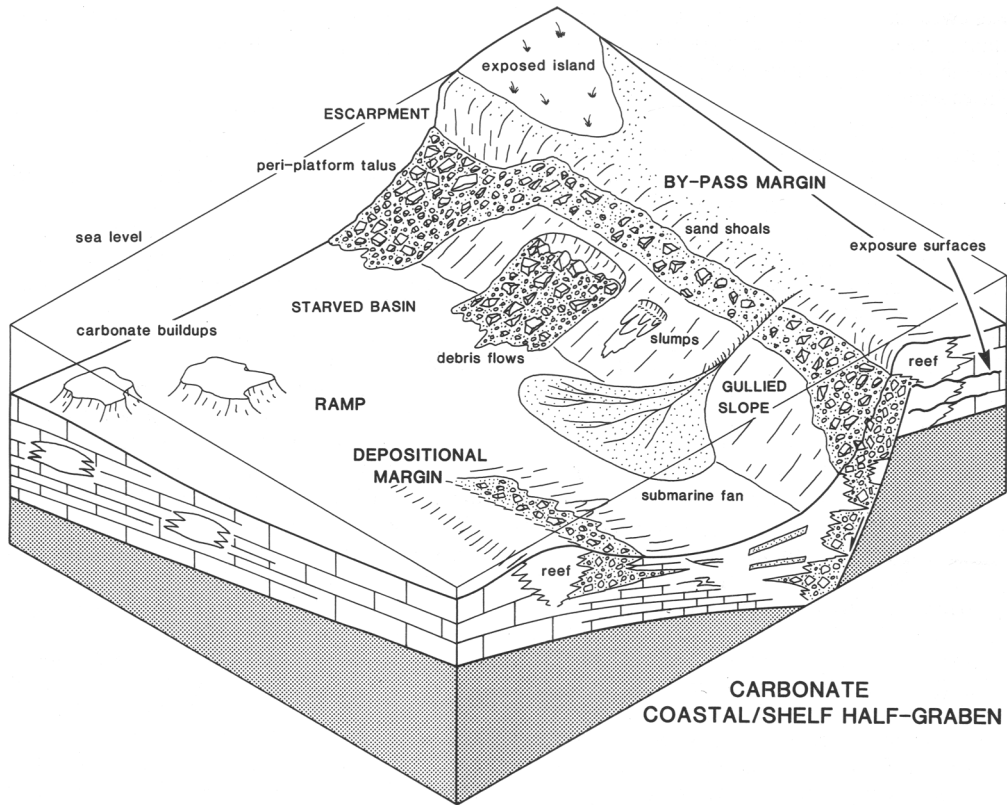 exposed island
ESCARPMENT
peri-platform talus
BY-PASS MARGIN
sand shoals
sea level
exposure surfaces
STARVED BASIN
carbonate buildups
debris flows
slumps
reef
GULLIED
SLOPE
RAMP
DEPOSITIONAL
MARGIN
submarine fan
reef
CARBONATE
COASTAL/SHELF HALF-GRABEN